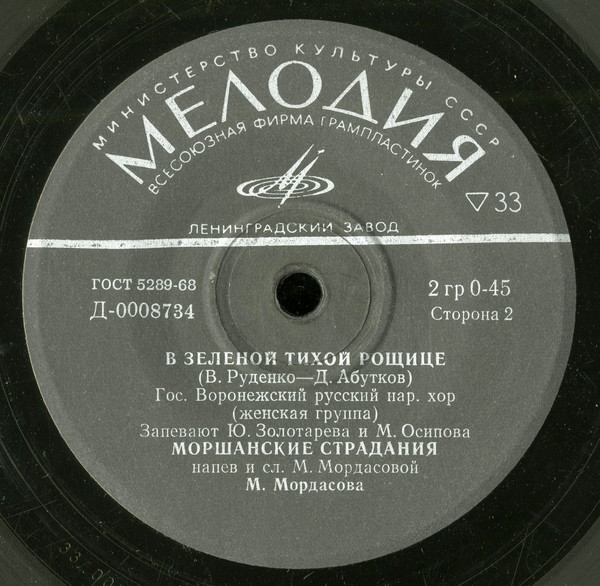 МИНИСТЕРСТВО КУЛЬТУРЫ СССР
МЕЛОДИЯ
ВСЕСОЮЗНАЯ ФИРМА ГРАМПЛАСТИНОК
▽ 33
ЛЕНИНГРАДСКИЙ ЗАВОД
ГОСТ 5289-68
2 гр 0-45
Д-0008734
Сторона 2
В ЗЕЛЕНОЙ ТИХОЙ РОЩИЦЕ
(В. Руденко—Д. Абутков)
Гос. Воронежский русский нар. хор
(женская группа)
Запевают Ю. Золотарева и М. Осипова
МОРШАНСКИЕ СТРАДАНИЯ
напев и сл. М. Мордасовой
М. Мордасова